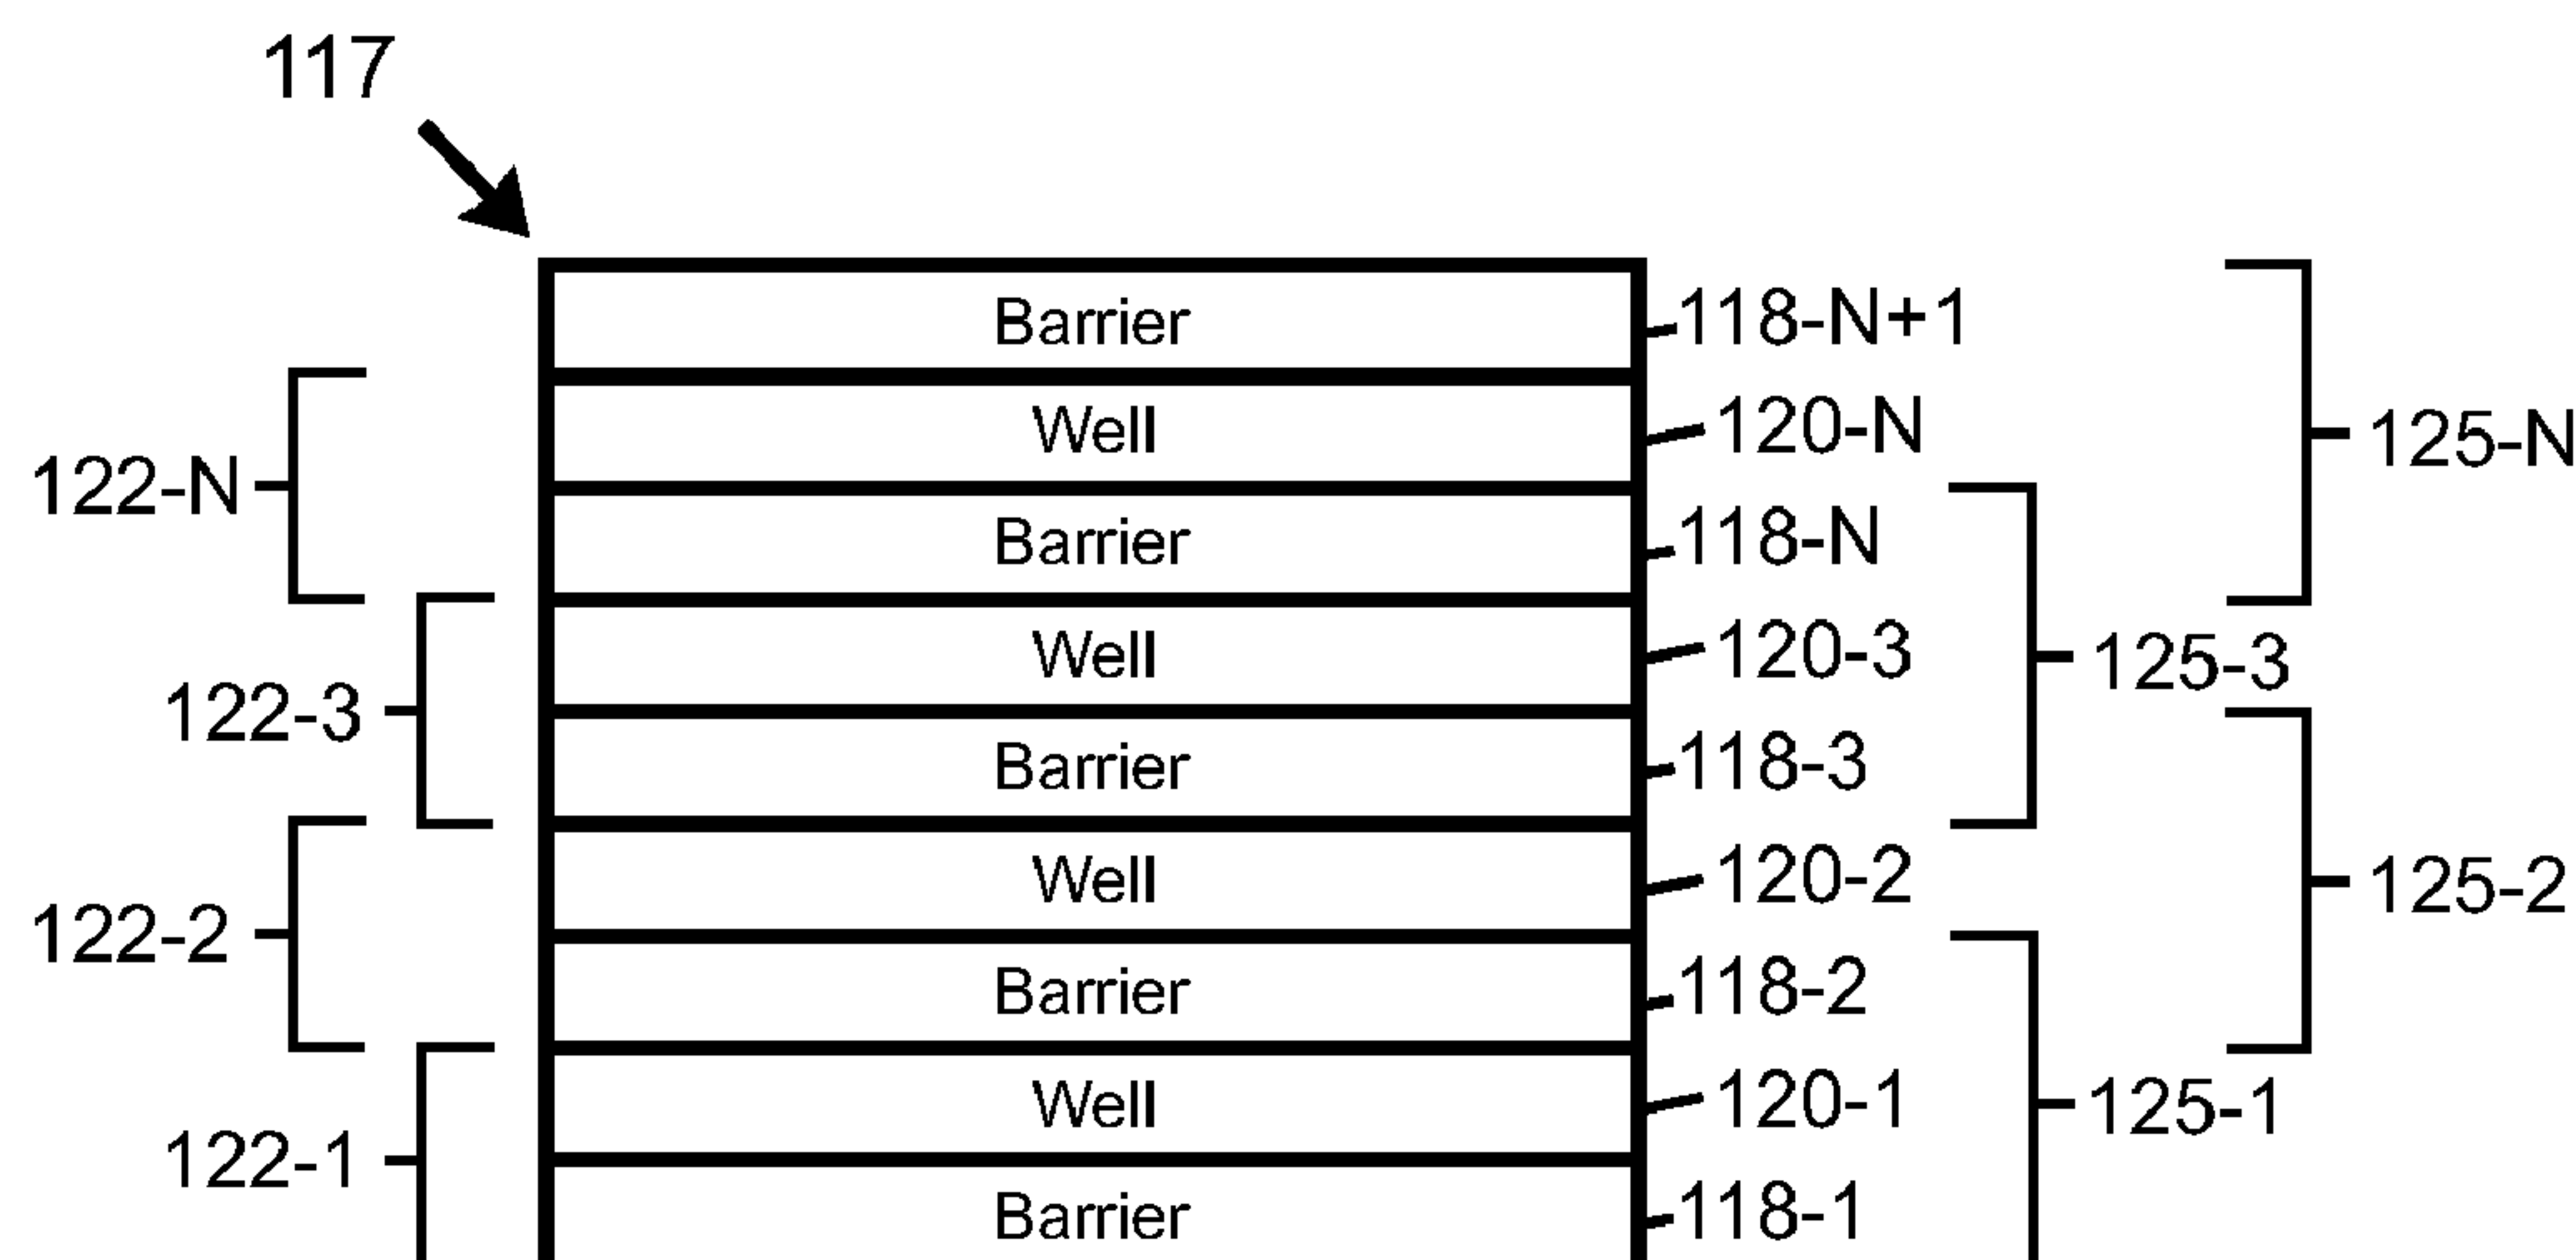 117
Barrier
118-N+1
Well
120-N
125-N
122-N
Barrier
118-N
Well
120-3
125-3
122-3
Barrier
118-3
Well
120-2
125-2
122-2
Barrier
118-2
Well
120-1
125-1
122-1
Barrier
118-1